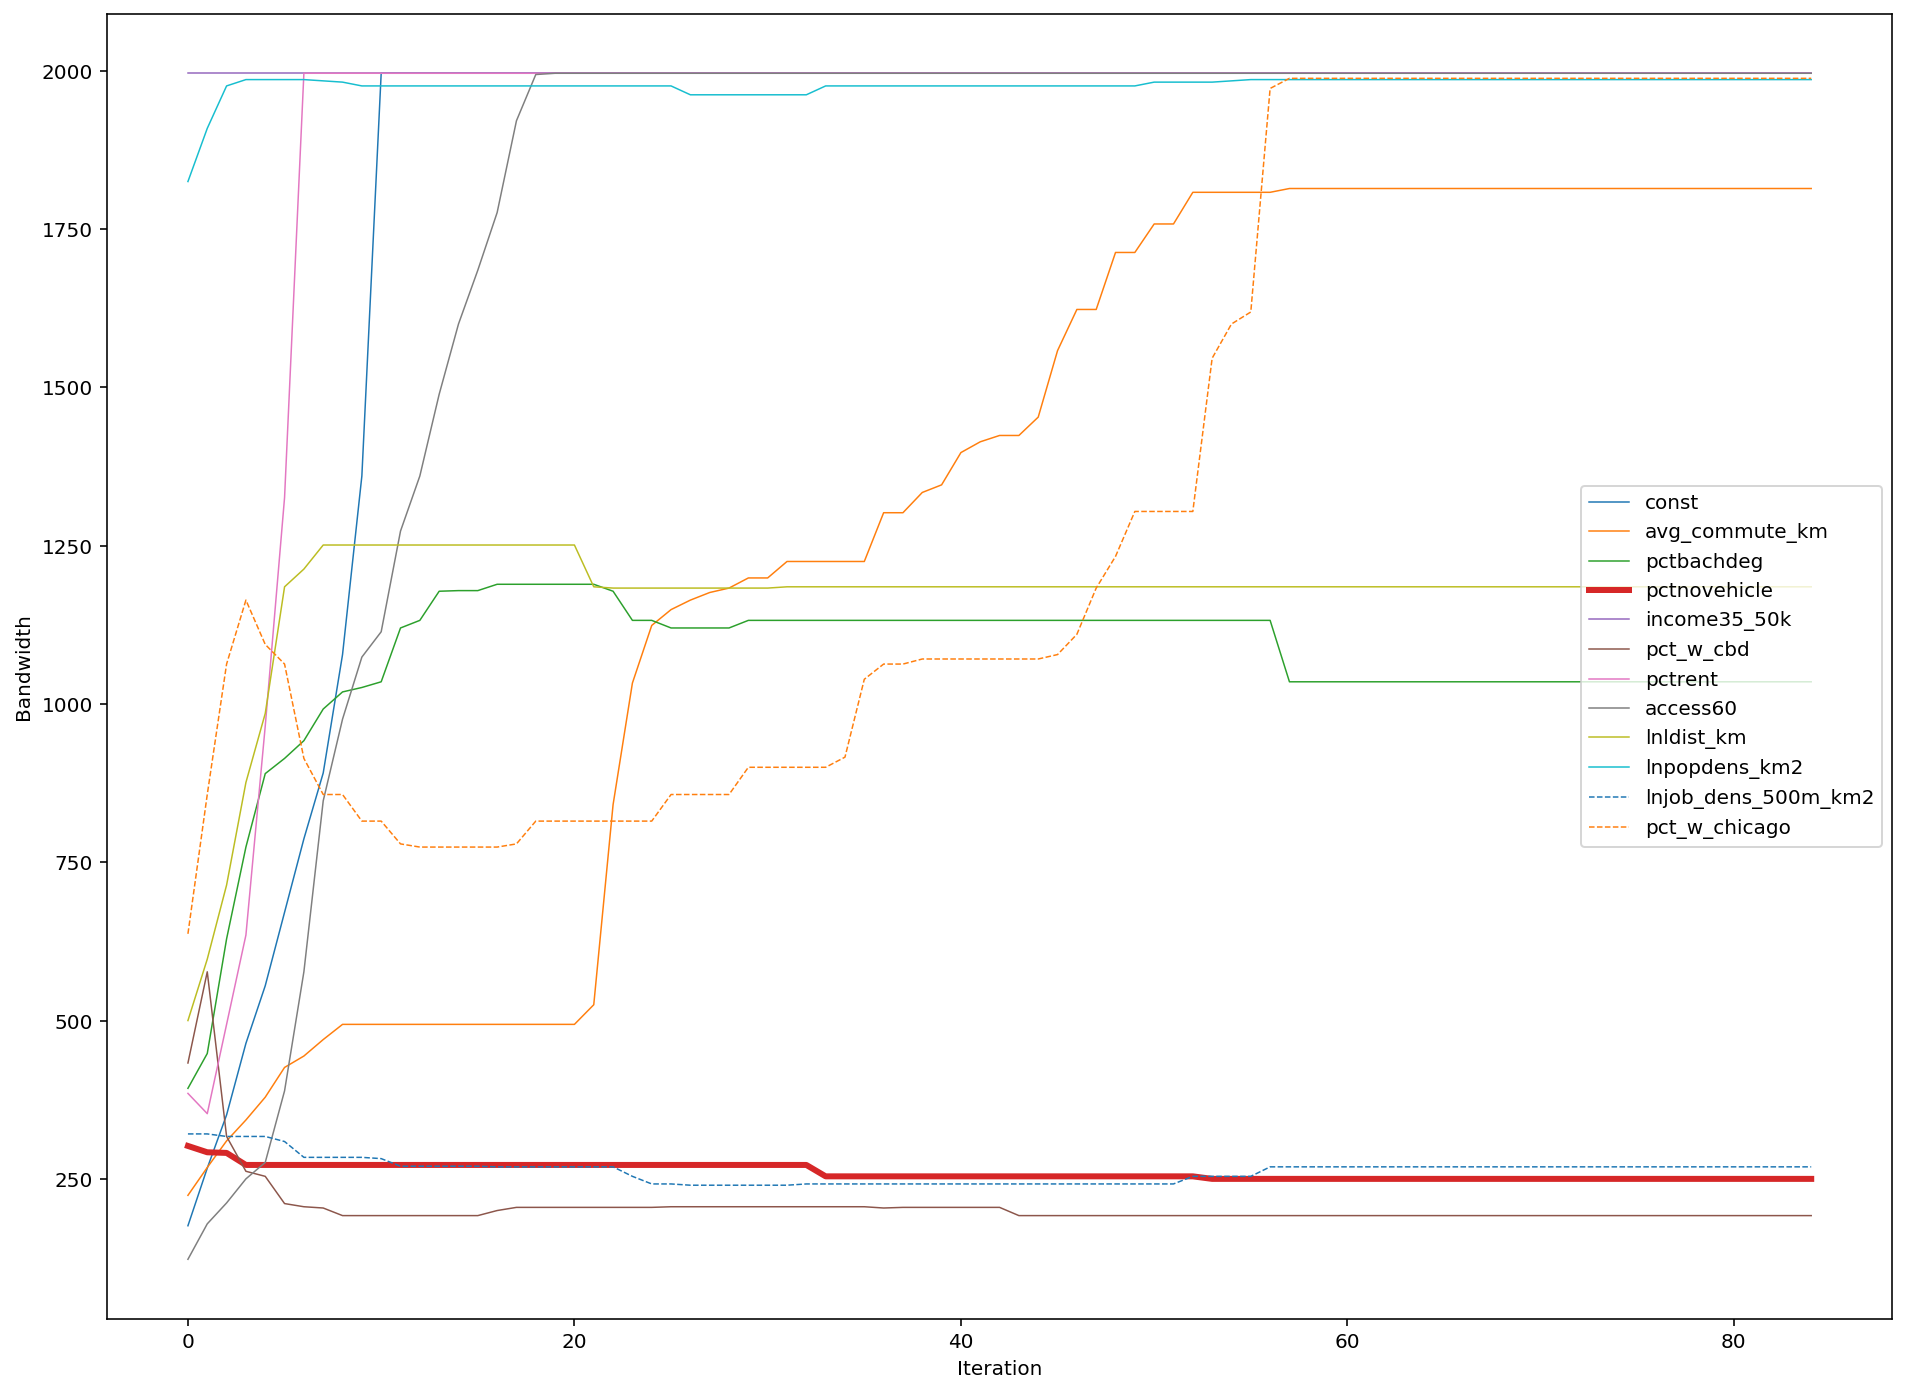 2000
1750
1500
1250
1000
750
500
250
Bandwidth
0
20
40
60
80
Iteration
const
avg_commute_km
pctbachdeg
pctnovehicle
income35_50k
pct_w_cbd
pctrent
access60
lnldist_km
lnpopdens_km2
lnjob_dens_500m_km2
pct_w_chicago